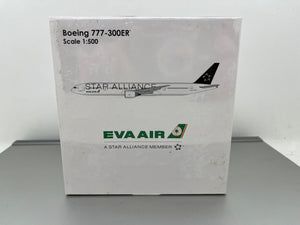 Boeing 777-300ER
Scale 1:500
STAR ALLIANCE
EVA AIR
A STAR ALLIANCE MEMBER